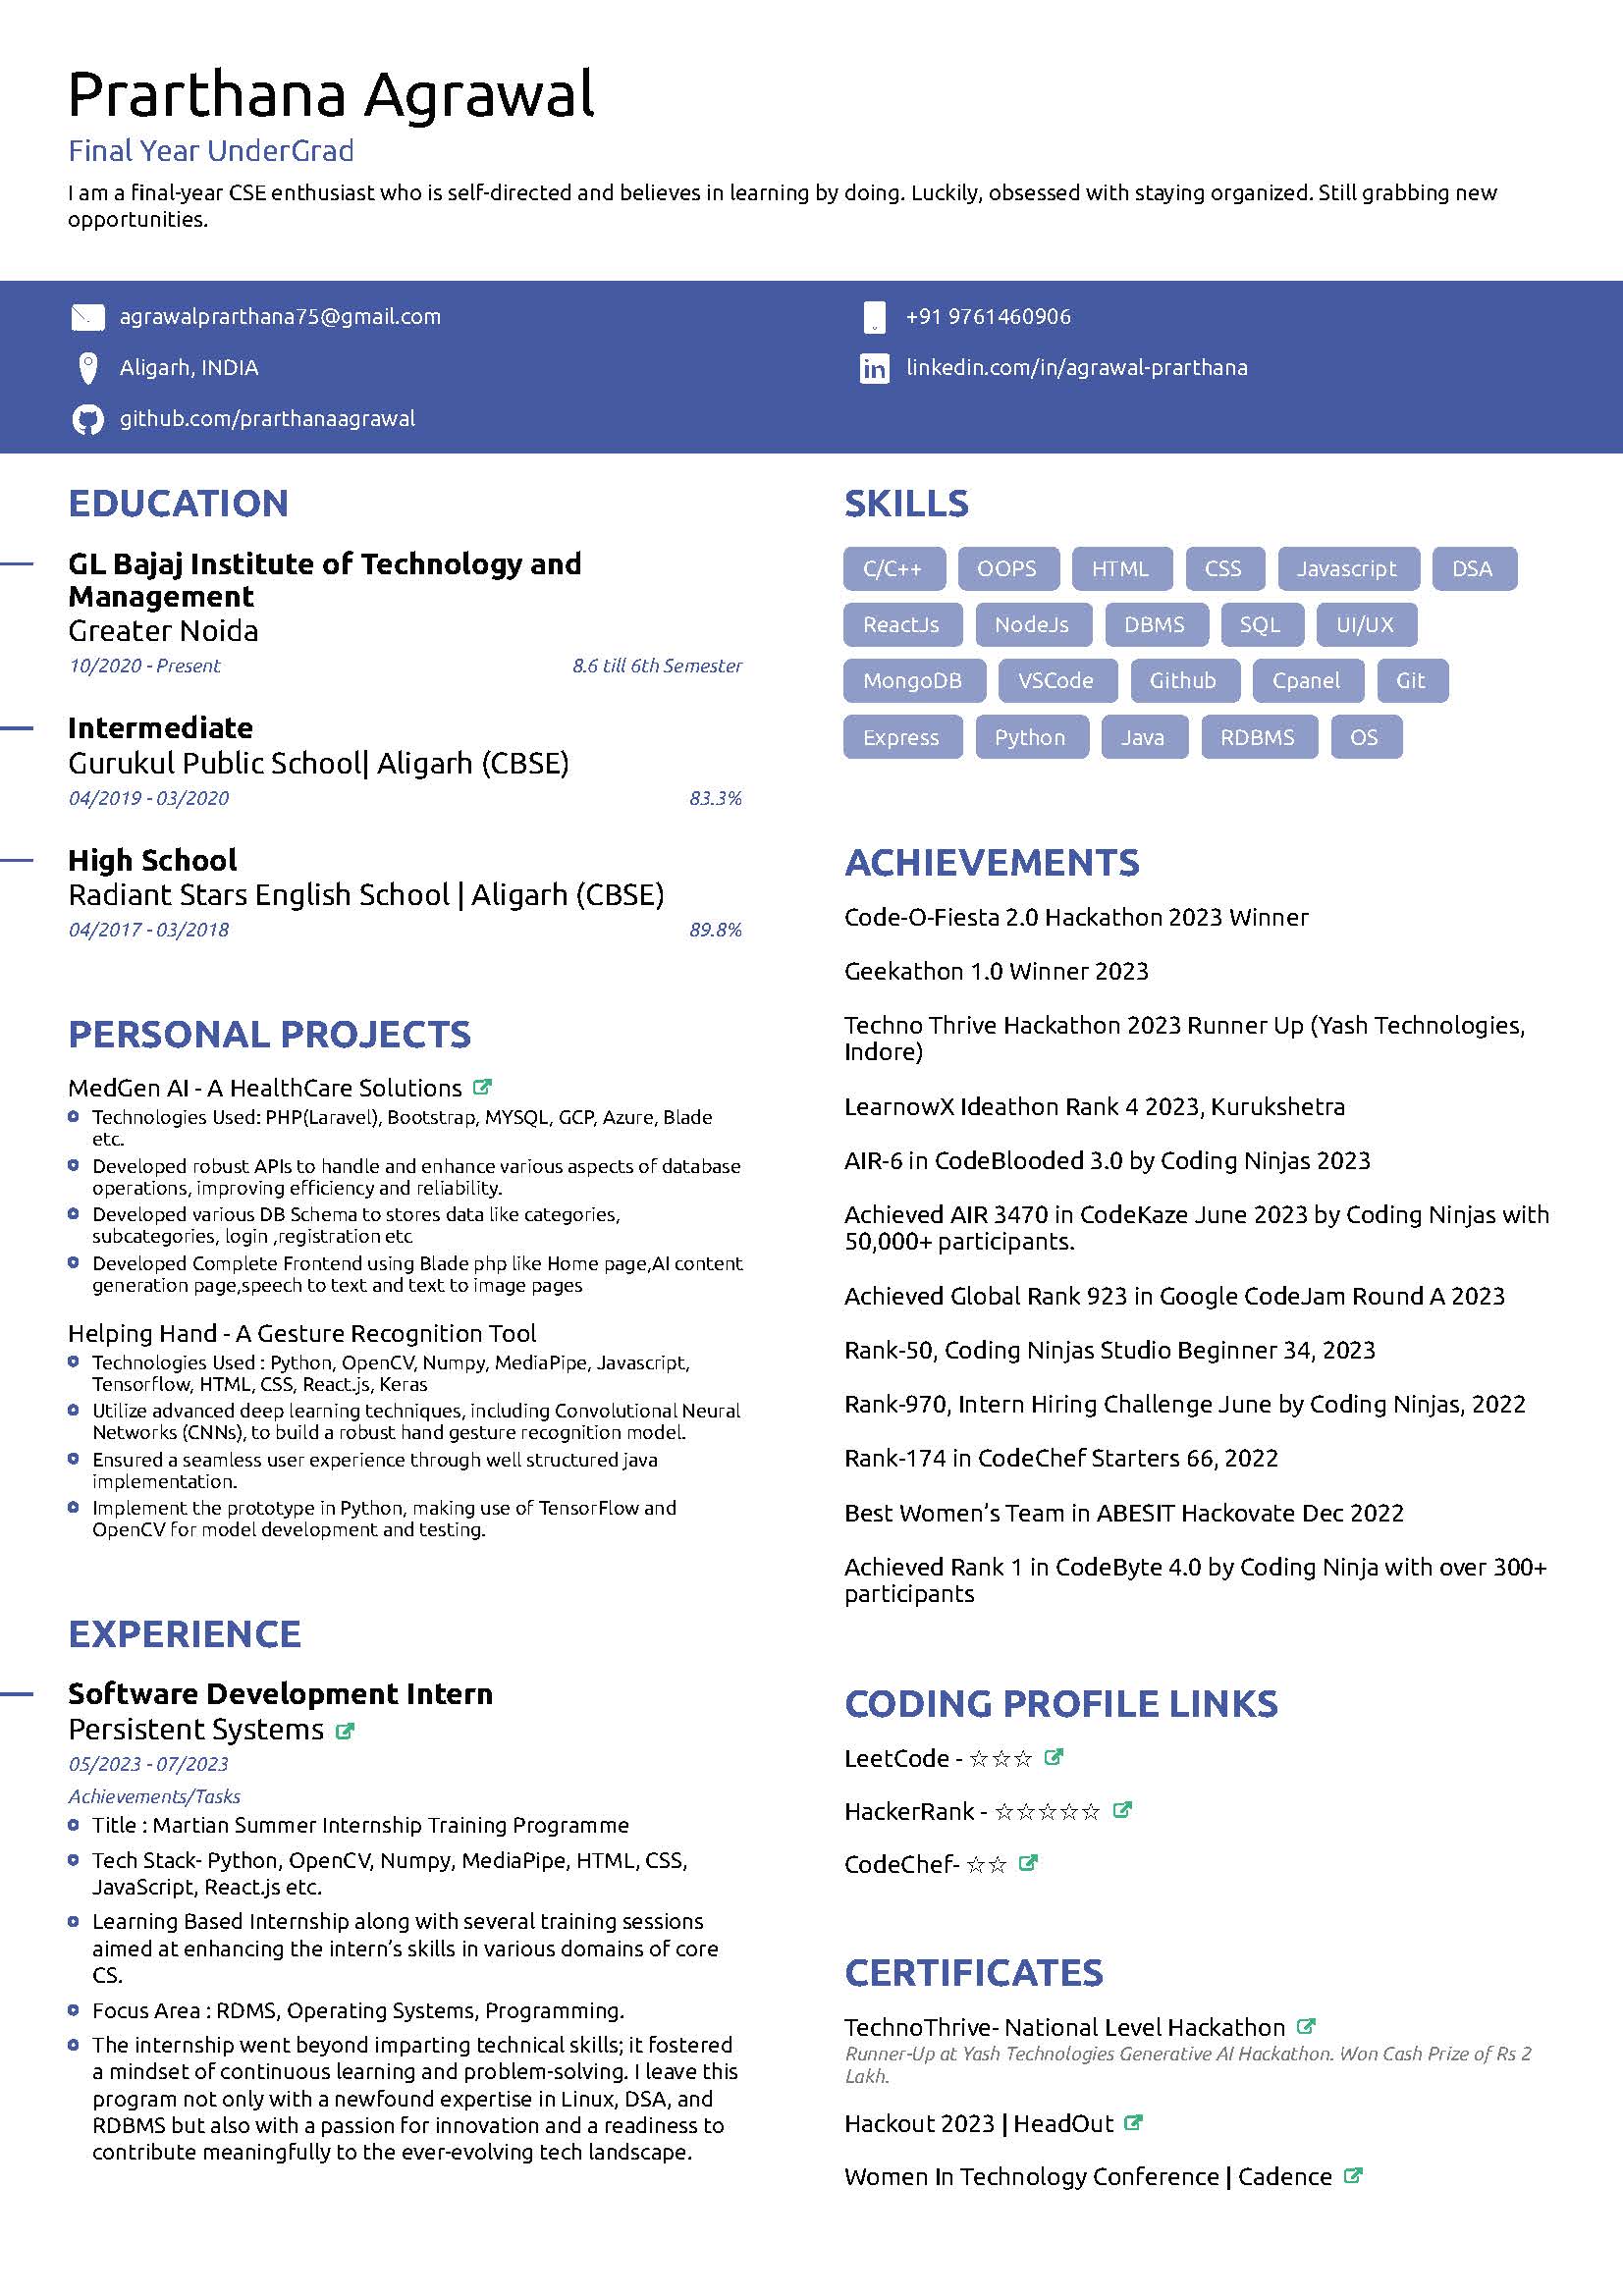 Prarthana Agrawal
Final Year UnderGrad
I am a final-year CSE enthusiast who is self-directed and believes in learning by doing. Luckily, obsessed with staying organized. Still grabbing new
opportunities.
agrawalprarthana75@gmail.com
+91 9761460906
Aligarh, INDIA
linkedin.com/in/agrawal-prarthana
github.com/prarthanaagrawal
EDUCATION
GL Bajaj Institute of Technology and
Management
Greater Noida
10/2020 - Present
8.6 till 6th Semester
Intermediate
Gurukul Public School| Aligarh (CBSE)
04/2019 - 03/2020
83.3%
High School
Radiant Stars English School | Aligarh (CBSE)
04/2017 - 03/2018
89.8%
PERSONAL PROJECTS
MedGen AI - A HealthCare Solutions
Technologies Used: PHP(Laravel), Bootstrap, MYSQL, GCP, Azure, Blade
etc.
Developed robust APIs to handle and enhance various aspects of database
operations, improving efficiency and reliability.
Developed various DB Schema to stores data like categories,
subcategories, login ,registration etc
Developed Complete Frontend using Blade php like Home page,AI content
generation page,speech to text and text to image pages
Helping Hand - A Gesture Recognition Tool
Technologies Used : Python, OpenCV, Numpy, MediaPipe, Javascript,
Tensorflow, HTML, CSS, React.js, Keras
Utilize advanced deep learning techniques, including Convolutional Neural
Networks (CNNs), to build a robust hand gesture recognition model.
Ensured a seamless user experience through well structured java
implementation.
Implement the prototype in Python, making use of TensorFlow and
OpenCV for model development and testing.
EXPERIENCE
Software Development Intern
Persistent Systems
05/2023 - 07/2023
Achievements/Tasks
Title : Martian Summer Internship Training Programme
Tech Stack- Python, OpenCV, Numpy, MediaPipe, HTML, CSS,
JavaScript, React.js etc.
Learning Based Internship along with several training sessions
aimed at enhancing the intern's skills in various domains of core
CS.
Focus Area : RDMS, Operating Systems, Programming.
The internship went beyond imparting technical skills; it fostered
a mindset of continuous learning and problem-solving. I leave this
program not only with a newfound expertise in Linux, DSA, and
RDBMS but also with a passion for innovation and a readiness to
contribute meaningfully to the ever-evolving tech landscape.
SKILLS
C/C++ OOPS HTML CSS Javascript DSA
ReactJs NodeJs DBMS SQL UI/UX
MongoDB VSCode Github Cpanel Git
Express Python Java RDBMS OS
ACHIEVEMENTS
Code-O-Fiesta 2.0 Hackathon 2023 Winner
Geekathon 1.0 Winner 2023
Techno Thrive Hackathon 2023 Runner Up (Yash Technologies,
Indore)
LearnowX Ideathon Rank 4 2023, Kurukshetra
AIR-6 in CodeBlooded 3.0 by Coding Ninjas 2023
Achieved AIR 3470 in CodeKaze June 2023 by Coding Ninjas with
50,000+ participants.
Achieved Global Rank 923 in Google CodeJam Round A 2023
Rank-50, Coding Ninjas Studio Beginner 34, 2023
Rank-970, Intern Hiring Challenge June by Coding Ninjas, 2022
Rank-174 in CodeChef Starters 66, 2022
Best Women's Team in ABESIT Hackovate Dec 2022
Achieved Rank 1 in CodeByte 4.0 by Coding Ninja with over 300+
participants
CODING PROFILE LINKS
LeetCode - ☆☆☆
HackerRank - ☆☆☆☆☆
CodeChef- ☆☆
CERTIFICATES
TechnoThrive- National Level Hackathon
Runner-Up at Yash Technologies Generative AI Hackathon. Won Cash Prize of Rs 2
Lakh.
Hackout 2023 | HeadOut
Women In Technology Conference | Cadence